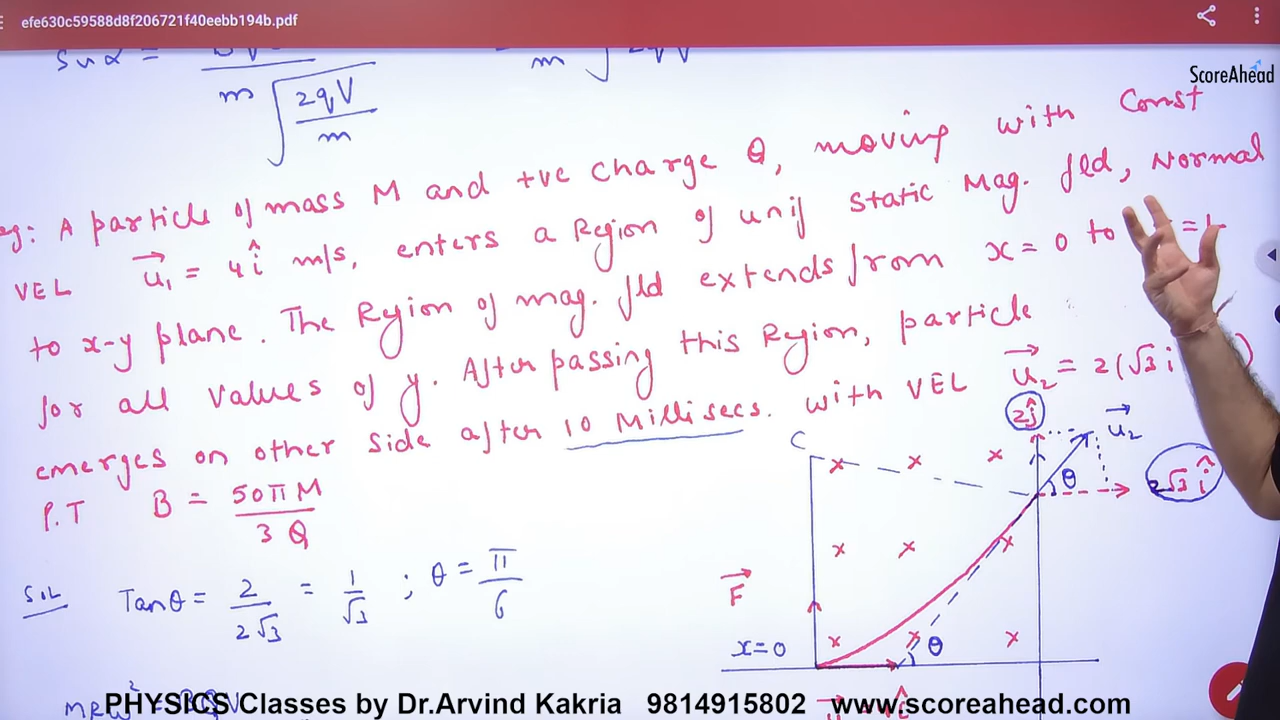 efe630c59588d8f206721f40eebb194b.pdf
ScoreAhead
Sinα =
m √2qV/m
m
eg: A particle of mass M and +ve charge Q, moving with Const
VEL u₁ = 4î m/s, enters a Region of unif static Mag. fld, Normal
to x-y plane. The Region of mag. fld extends from x = 0 to = L
for all values of y. After passing this Region, particle
emerges on other side after 10 Millisecs. with VEL u₂ = 2(√3 i
P.T B = 50πM/3Q
Sol Tanθ = 2/2√3 = 1/√3 ; θ = π/6
C
2ĵ
u₂
θ
2√3 î
F
x=0
θ
PHYSICS Classes by Dr.Arvind Kakria 9814915802 www.scoreahead.com